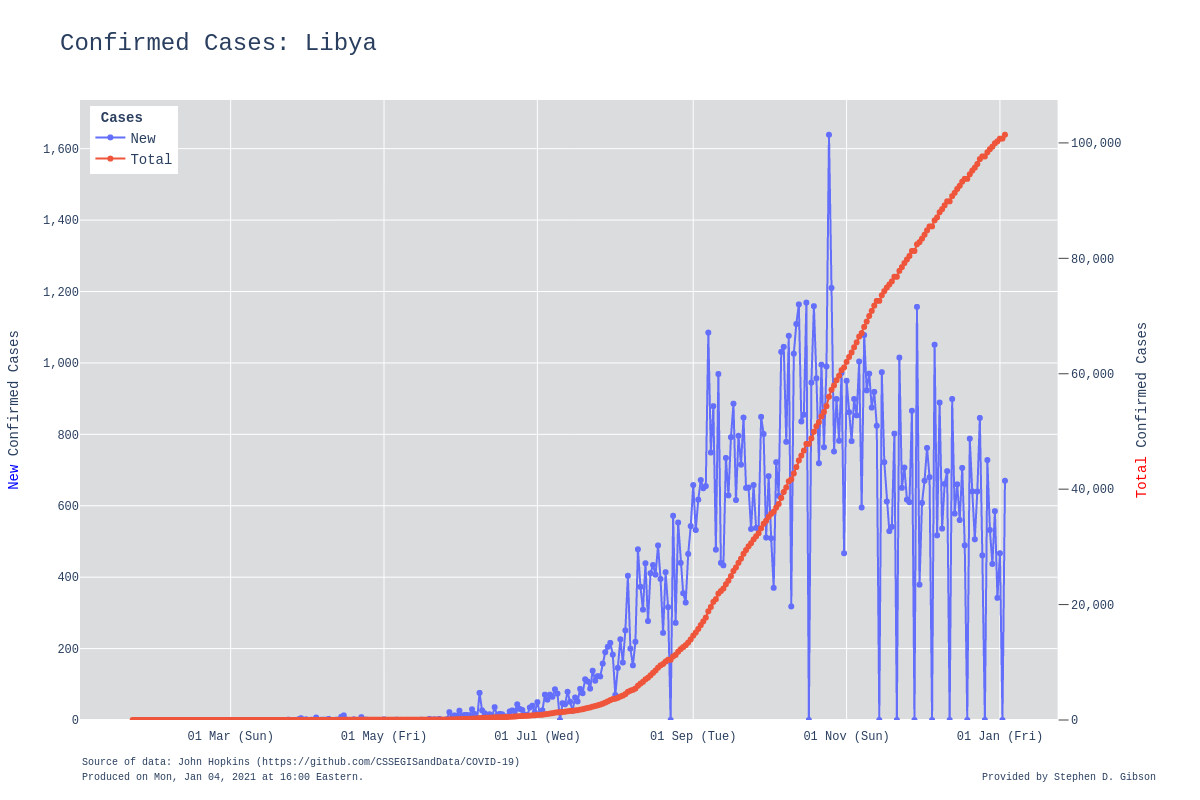 Confirmed Cases: Libya
Cases
New
Total
1,600
1,400
1,200
1,000
800
600
400
200
0
New Confirmed Cases
100,000
80,000
60,000
40,000
20,000
0
Total Confirmed Cases
01 Mar (Sun) 01 May (Fri) 01 Jul (Wed) 01 Sep (Tue) 01 Nov (Sun) 01 Jan (Fri)
Source of data: John Hopkins (https://github.com/CSSEGISandData/COVID-19)
Produced on Mon, Jan 04, 2021 at 16:00 Eastern.
Provided by Stephen D. Gibson